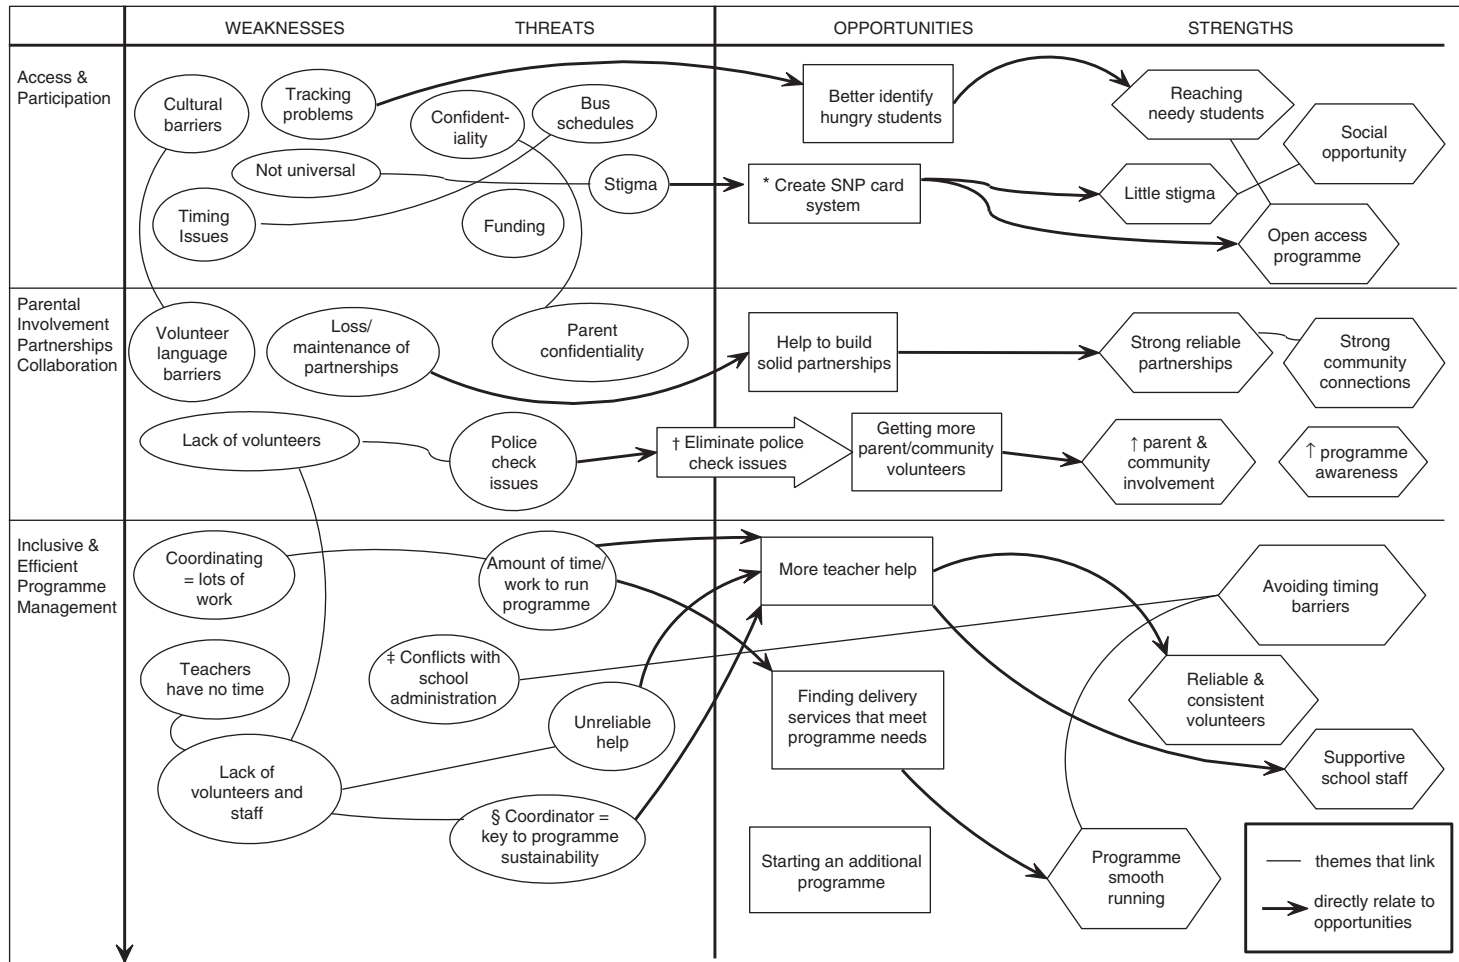 WEAKNESSES
THREATS
OPPORTUNITIES
STRENGTHS
Access &
Participation
Cultural
barriers
Tracking
problems
Confident-
iality
Bus
schedules
Not universal
Stigma
Timing
Issues
Funding
Better identify
hungry students
* Create SNP card
system
Reaching
needy students
Social
opportunity
Little stigma
Open access
programme
Parental
Involvement
Partnerships
Collaboration
Volunteer
language
barriers
Loss/
maintenance of
partnerships
Parent
confidentiality
Help to build
solid partnerships
Strong reliable
partnerships
Strong
community
connections
Lack of volunteers
Police
check
issues
† Eliminate police
check issues
Getting more
parent/community
volunteers
↑ parent &
community
involvement
↑ programme
awareness
Inclusive &
Efficient
Programme
Management
Coordinating
= lots of
work
Amount of time/
work to run
programme
More teacher help
Avoiding timing
barriers
Teachers
have no time
‡ Conflicts with
school
administration
Unreliable
help
Finding delivery
services that meet
programme needs
Reliable &
consistent
volunteers
Lack of
volunteers and
staff
§ Coordinator =
key to programme
sustainability
Supportive
school staff
Starting an additional
programme
Programme
smooth
running
themes that link
directly relate to
opportunities